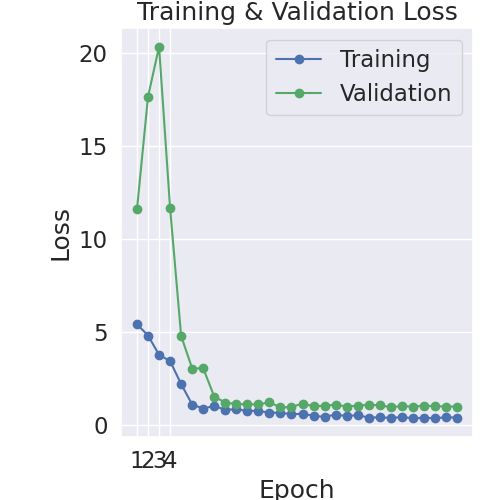 Training & Validation Loss
Training
Validation
20
15
10
5
0
Loss
1234
Epoch